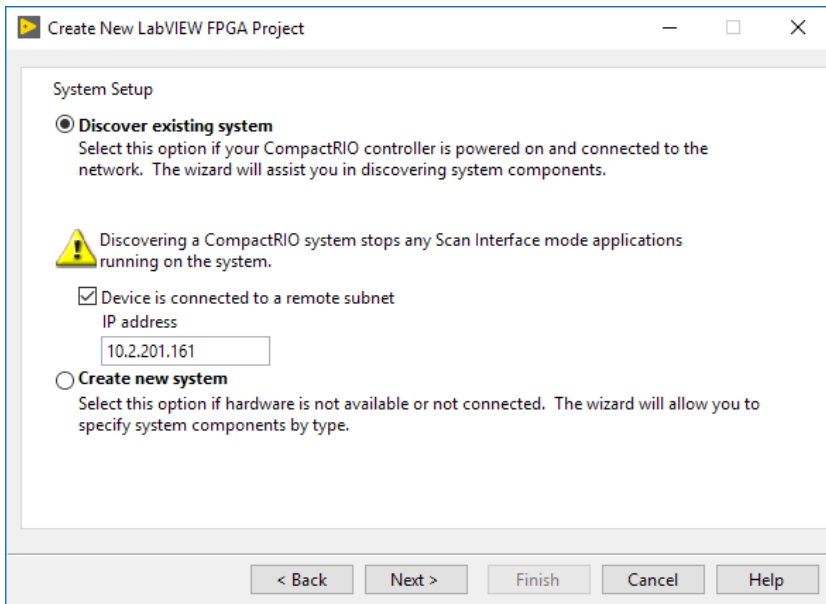 Create New LabVIEW FPGA Project
System Setup
Discover existing system
Select this option if your CompactRIO controller is powered on and connected to the
network.  The wizard will assist you in discovering system components.
Discovering a CompactRIO system stops any Scan Interface mode applications
running on the system.
Device is connected to a remote subnet
IP address
10.2.201.161
Create new system
Select this option if hardware is not available or not connected.  The wizard will allow you to
specify system components by type.
< Back Next > Finish Cancel Help